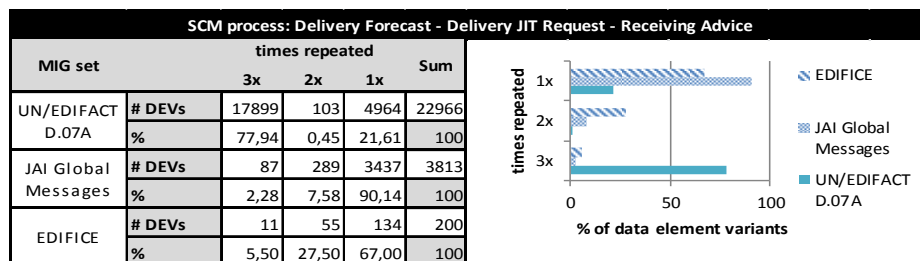 SCM process: Delivery Forecast - Delivery JIT Request - Receiving Advice
MIG set times repeated Sum
3x 2x 1x
UN/EDIFACT D.07A # DEVs 17899 103 4964 22966
% 77,94 0,45 21,61 100
JAI Global Messages # DEVs 87 289 3437 3813
% 2,28 7,58 90,14 100
EDIFICE # DEVs 11 55 134 200
% 5,50 27,50 67,00 100
times repeated
1x
2x
3x
0 50 100
% of data element variants
EDIFICE
JAI Global
Messages
UN/EDIFACT
D.07A